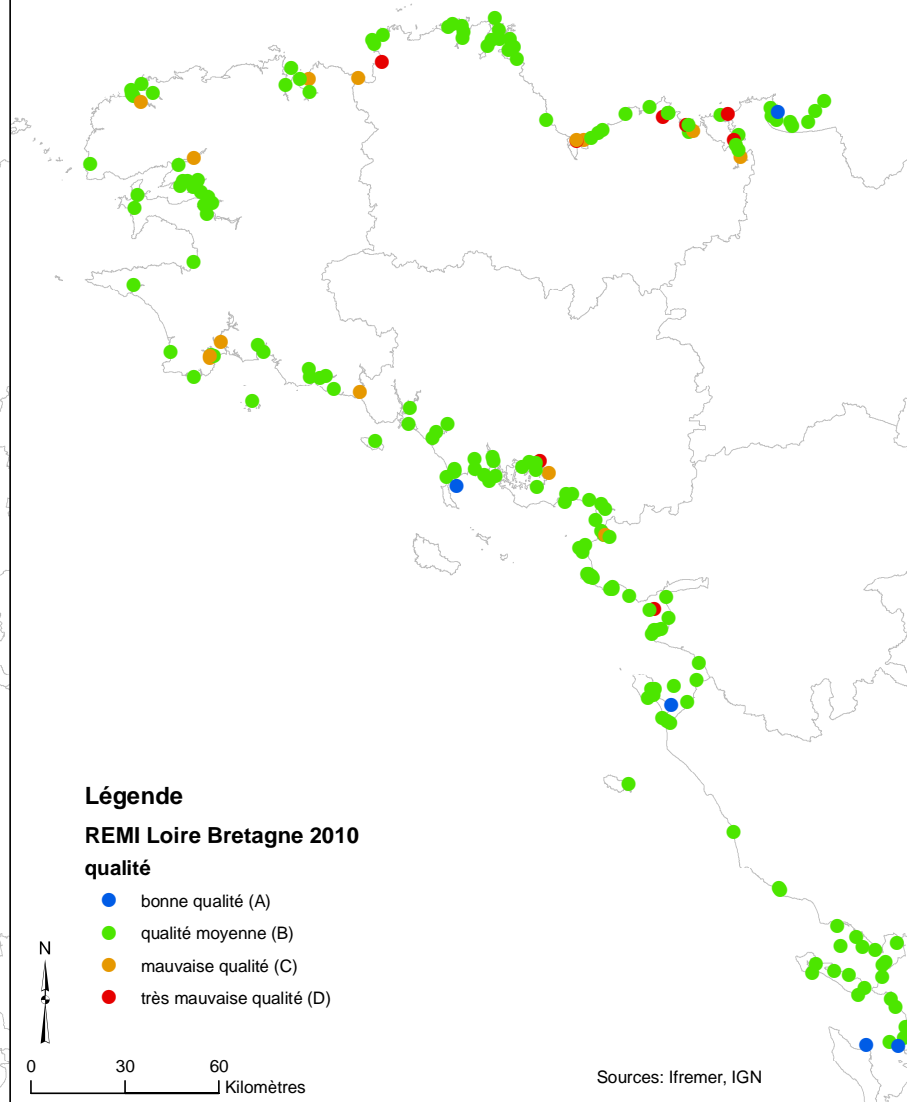 Légende
REMI Loire Bretagne 2010
qualité
bonne qualité (A)
qualité moyenne (B)
mauvaise qualité (C)
très mauvaise qualité (D)
N
0 30 60
Kilomètres
Sources: Ifremer, IGN